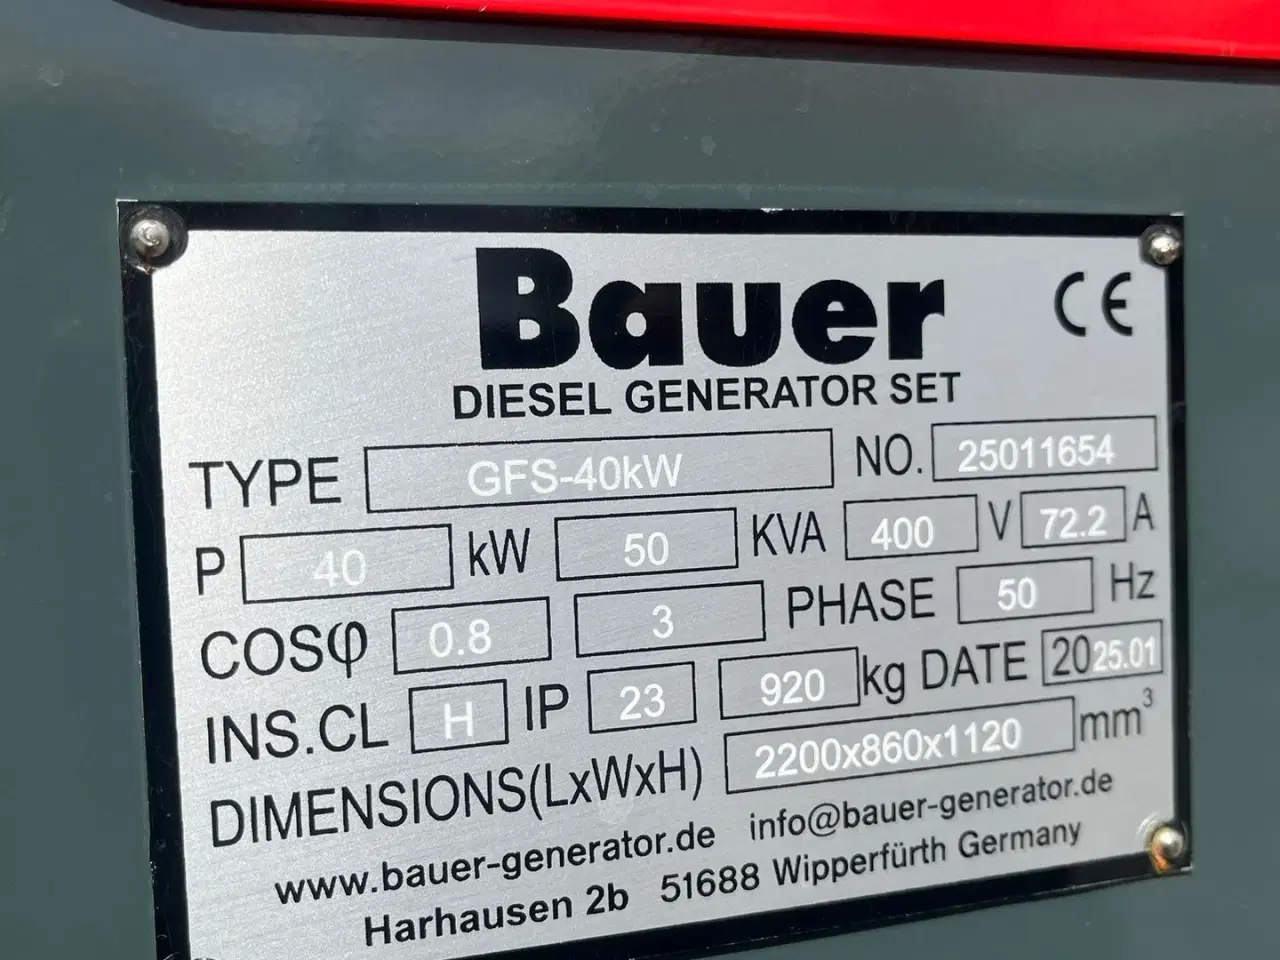 Bauer CE
DIESEL GENERATOR SET
TYPE GFS-40kW NO. 25011654
P 40 kW 50 KVA 400 V 72.2 A
COSφ 0.8 3 PHASE 50 Hz
INS.CL H IP 23 920 kg DATE 2025.01
DIMENSIONS(LxWxH) 2200x860x1120 mm³
www.bauer-generator.de info@bauer-generator.de
Harhausen 2b 51688 Wipperfürth Germany